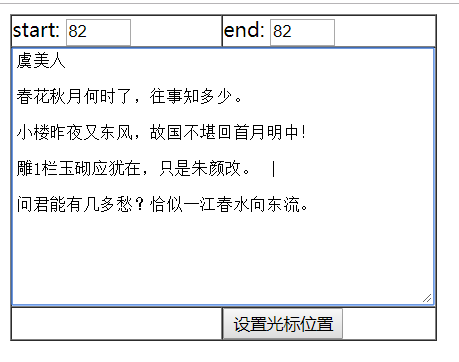 start: 82 end: 82
虞美人
春花秋月何时了，往事知多少。
小楼昨夜又东风，故国不堪回首月明中！
雕1栏玉砌应犹在，只是朱颜改。
问君能有几多愁？恰似一江春水向东流。
设置光标位置